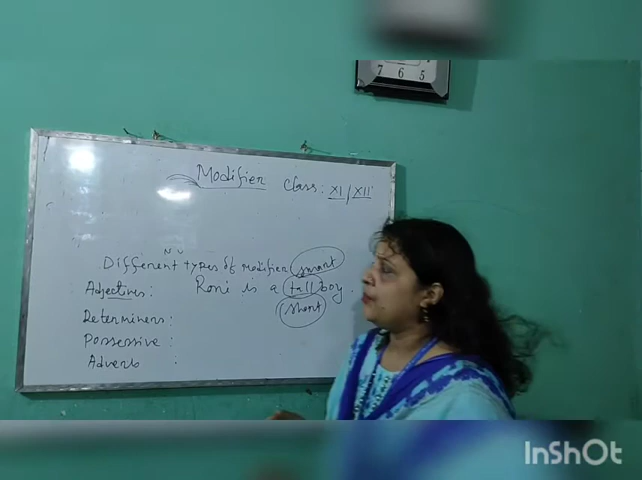 7 6 5
Modifier Class: XI / XII
N V
Different types of modifier smart
Adjectives: Roni is a tall boy.
short
Determiners:
Possessive:
Adverb :
InShOt